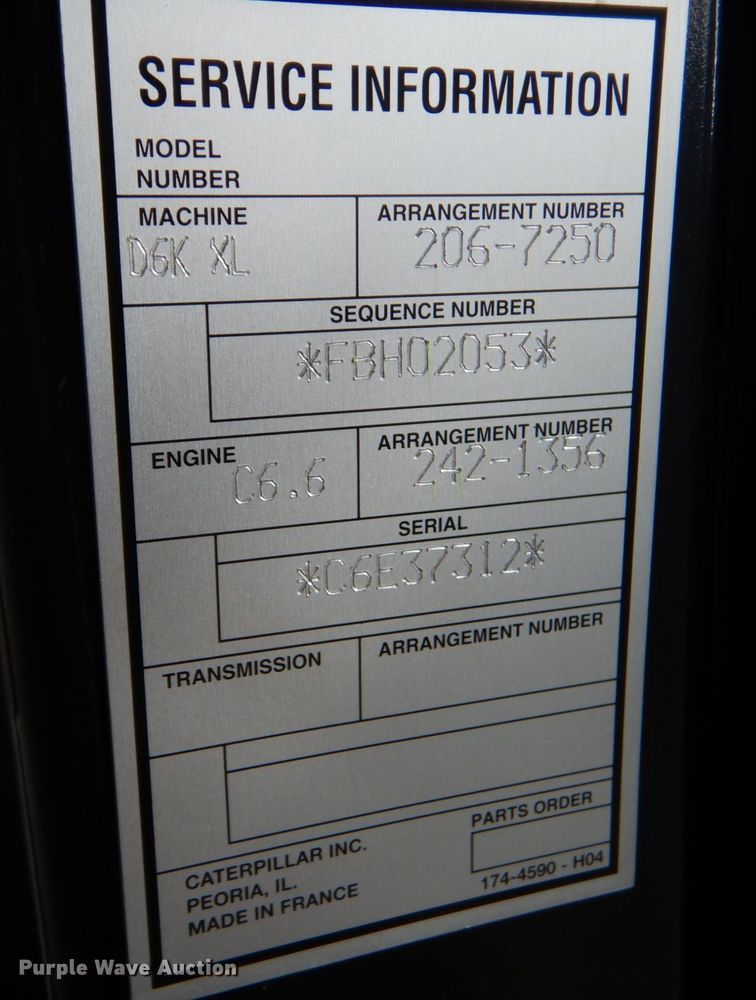 SERVICE INFORMATION
MODEL
NUMBER
MACHINE
ARRANGEMENT NUMBER
D6K XL
206-7250
SEQUENCE NUMBER
*FBH02053*
ENGINE
ARRANGEMENT NUMBER
C6.6
242-1356
SERIAL
*C6E37312*
TRANSMISSION
ARRANGEMENT NUMBER
PARTS ORDER
CATERPILLAR INC.
PEORIA, IL.
MADE IN FRANCE
174-4590 - H04
Purple Wave Auction